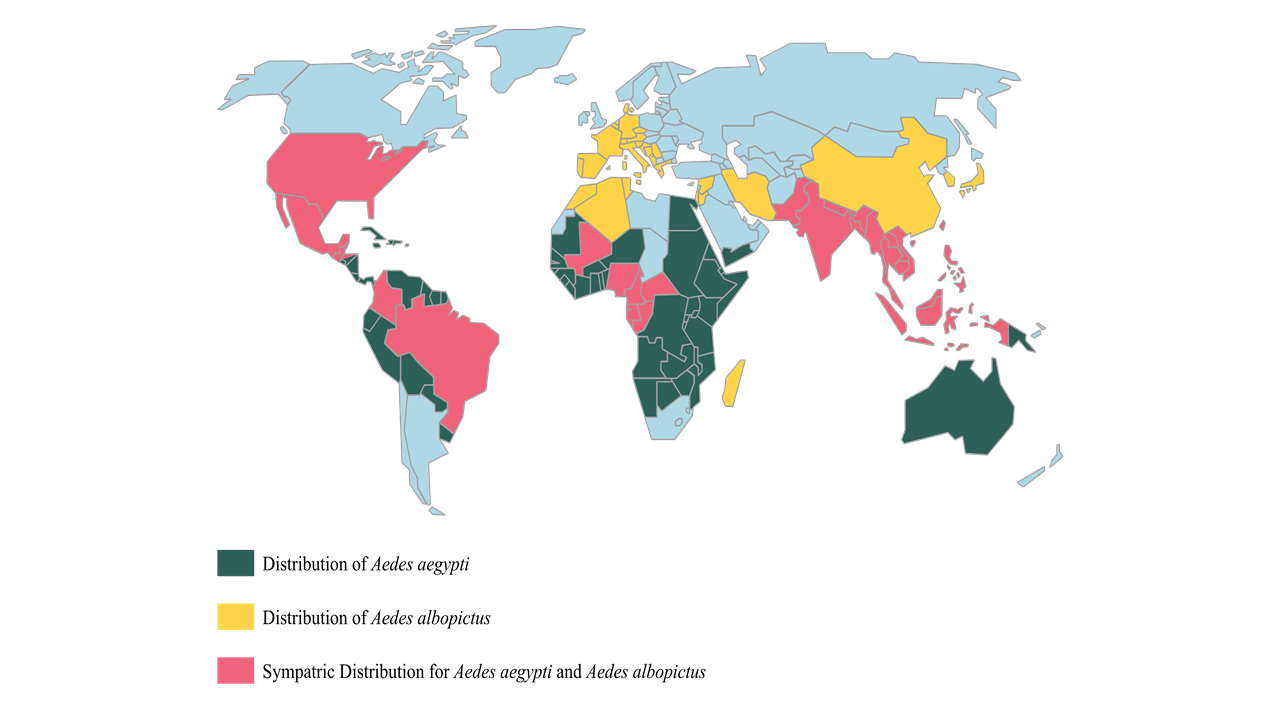 Distribution of Aedes aegypti
Distribution of Aedes albopictus
Sympatric Distribution for Aedes aegypti and Aedes albopictus